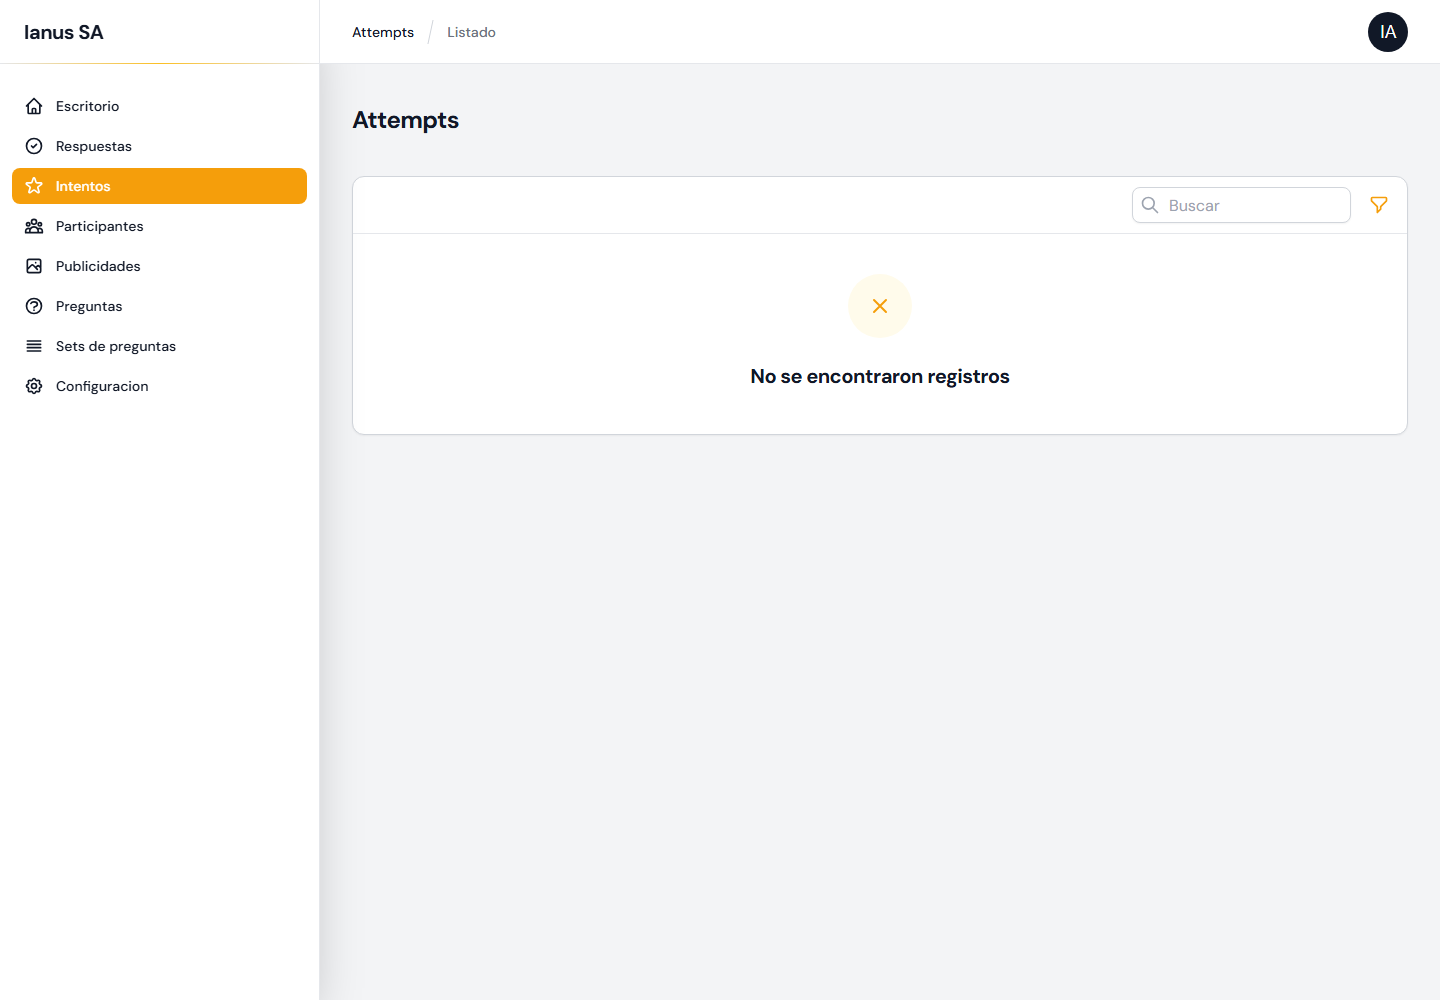 Ianus SA
Attempts
Listado
IA
Escritorio
Respuestas
Intentos
Participantes
Publicidades
Preguntas
Sets de preguntas
Configuracion
Attempts
Buscar
No se encontraron registros